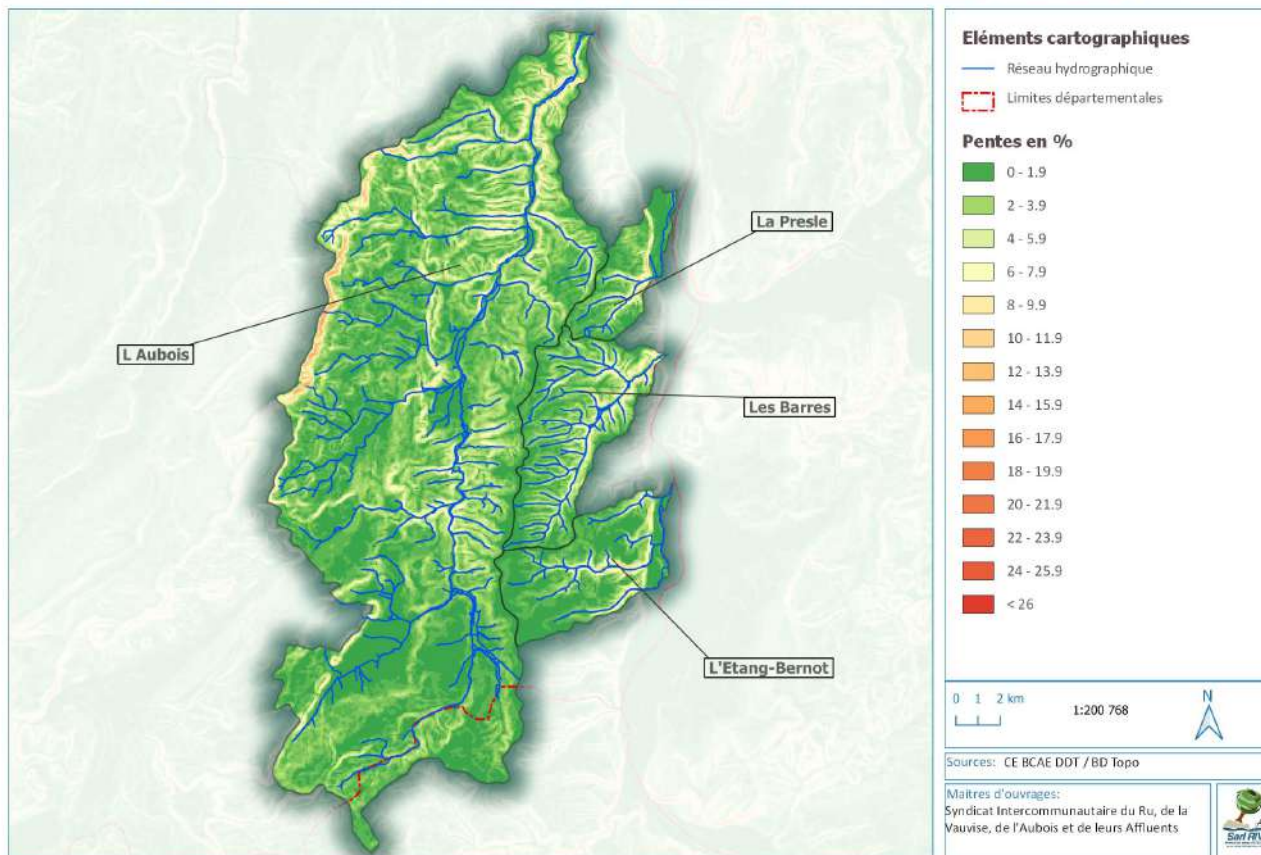 La Presle
L Aubois
Les Barres
L'Etang-Bernot
Eléments cartographiques
Réseau hydrographique
Limites départementales
Pentes en %
0 - 1.9
2 - 3.9
4 - 5.9
6 - 7.9
8 - 9.9
10 - 11.9
12 - 13.9
14 - 15.9
16 - 17.9
18 - 19.9
20 - 21.9
22 - 23.9
24 - 25.9
< 26
0 1 2 km
1:200 768
N
Sources: CE BCAE DDT / BD Topo
Maîtres d'ouvrages:
Syndicat Intercommunautaire du Ru, de la
Vauvise, de l'Aubois et de leurs Affluents
Sarl RIV